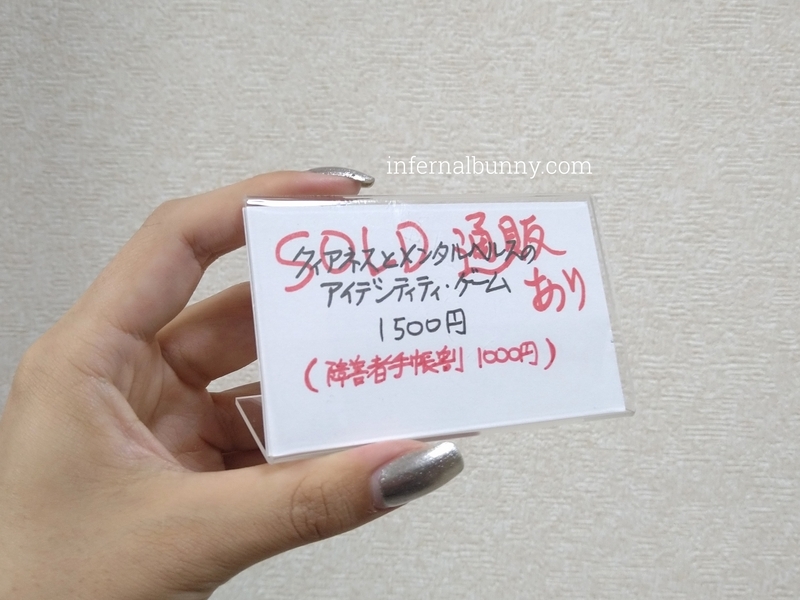 infernalbunny.com
SOLD 通販
あり
クィアネスとメンタルヘルスの
アイデンティティ・ゲーム
1500円
(障害者手帳割 1000円)